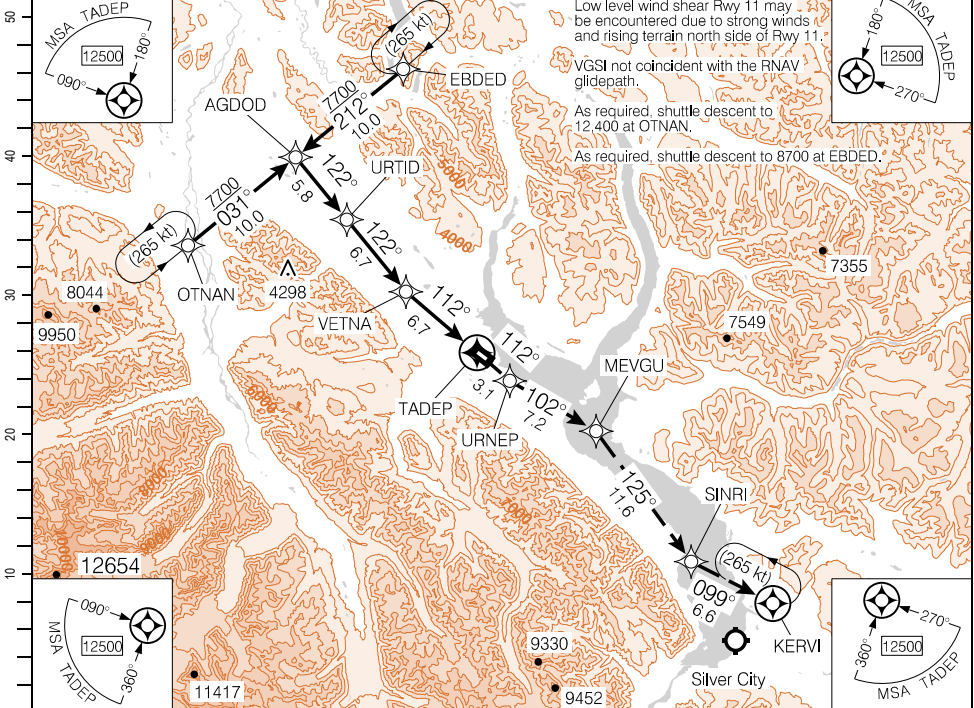 50
40
30
20
10
MSA TADEP
12500
180°
090°
MSA TADEP
12500
180°
270°
Low level wind shear Rwy 11 may
be encountered due to strong winds
and rising terrain north side of Rwy 11.
VGSI not coincident with the RNAV
glidepath.
As required, shuttle descent to
12,400 at OTNAN.
As required, shuttle descent to 8700 at EBDED.
(265 kt)
EBDED
7700
212°
10.0
AGDOD
122°
5.8
URTID
5000
4000
7700
031°
10.0
(265 kt)
OTNAN
4298
8044
9950
122°
6.7
VETNA
112°
6.7
7355
7549
TADEP
112°
3.1
URNEP
102°
7.2
MEVGU
125°
11.6
SINRI
(265 kt)
099°
6.6
KERVI
Silver City
8000
9000
12654
11417
9330
9452
090°
MSA TADEP
12500
360°
270°
12500
360°
MSA TADEP